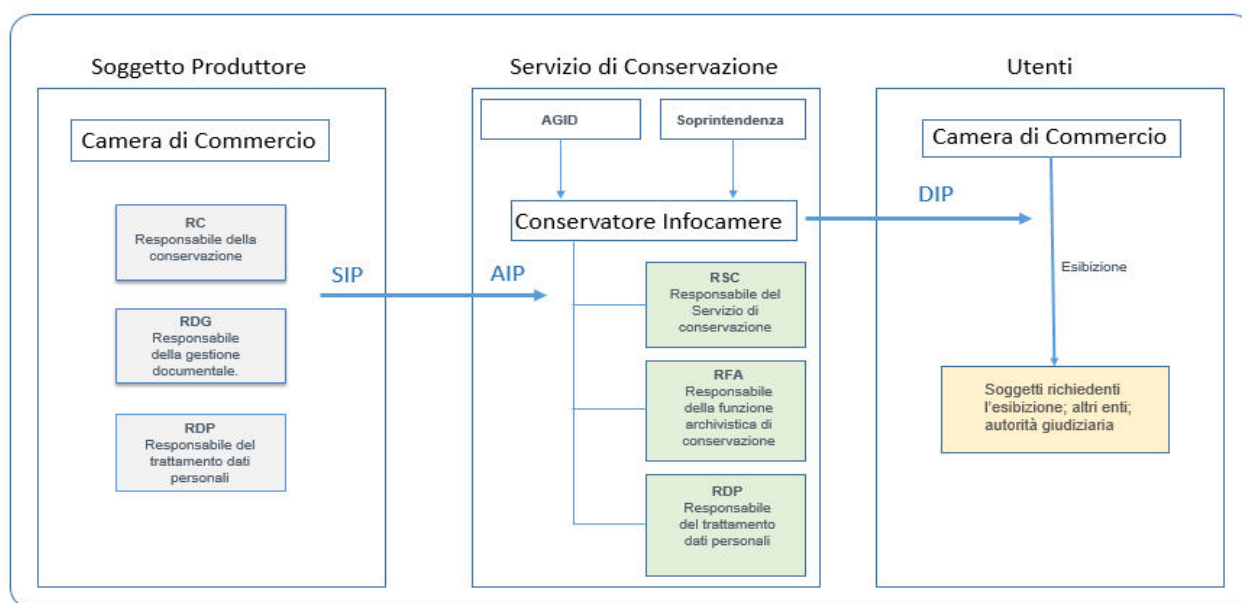 Soggetto Produttore
Camera di Commercio
RC
Responsabile della
conservazione
RDG
Responsabile
della gestione
documentale.
RDP
Responsabile del
trattamento dati
personali
SIP
Servizio di Conservazione
AGID
Soprintendenza
Conservatore Infocamere
AIP
RSC
Responsabile del
Servizio di
conservazione
RFA
Responsabile
della funzione
archivistica di
conservazione
RDP
Responsabile
del trattamento
dati personali
DIP
Utenti
Camera di Commercio
Esibizione
Soggetti richiedenti
l'esibizione; altri enti;
autorità giudiziaria